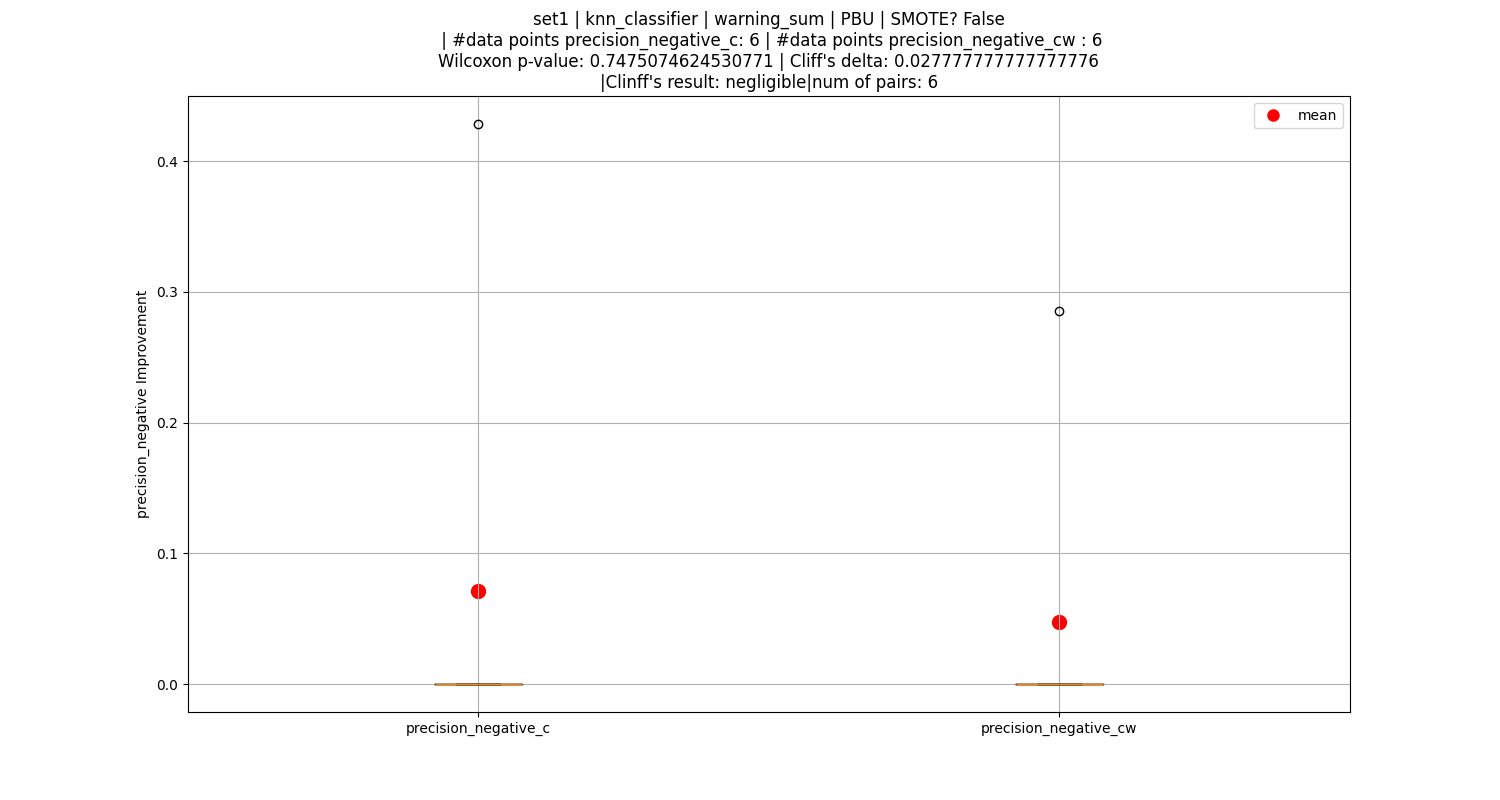 set1 | knn_classifier | warning_sum | PBU | SMOTE? False
| #data points precision_negative_c: 6 | #data points precision_negative_cw : 6
Wilcoxon p-value: 0.7475074624530771 | Cliff's delta: 0.027777777777777776
|Clinff's result: negligible|num of pairs: 6
mean
0.4
0.3
0.2
0.1
0.0
precision_negative Improvement
precision_negative_c
precision_negative_cw